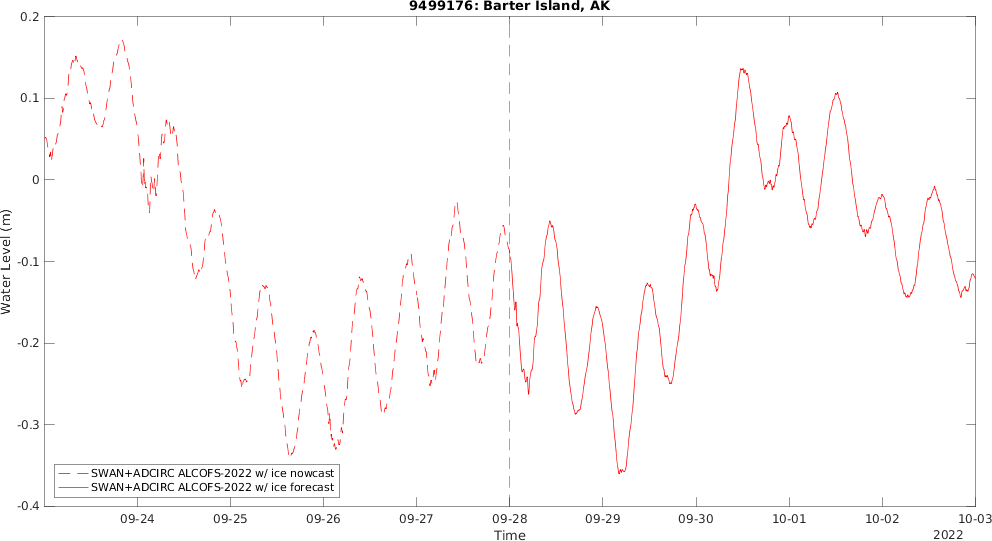 9499176: Barter Island, AK
0.2
0.1
0
-0.1
-0.2
-0.3
-0.4
Water Level (m)
SWAN+ADCIRC ALCOFS-2022 w/ ice nowcast
SWAN+ADCIRC ALCOFS-2022 w/ ice forecast
09-24 09-25 09-26 09-27 09-28 09-29 09-30 10-01 10-02 10-03
Time
2022